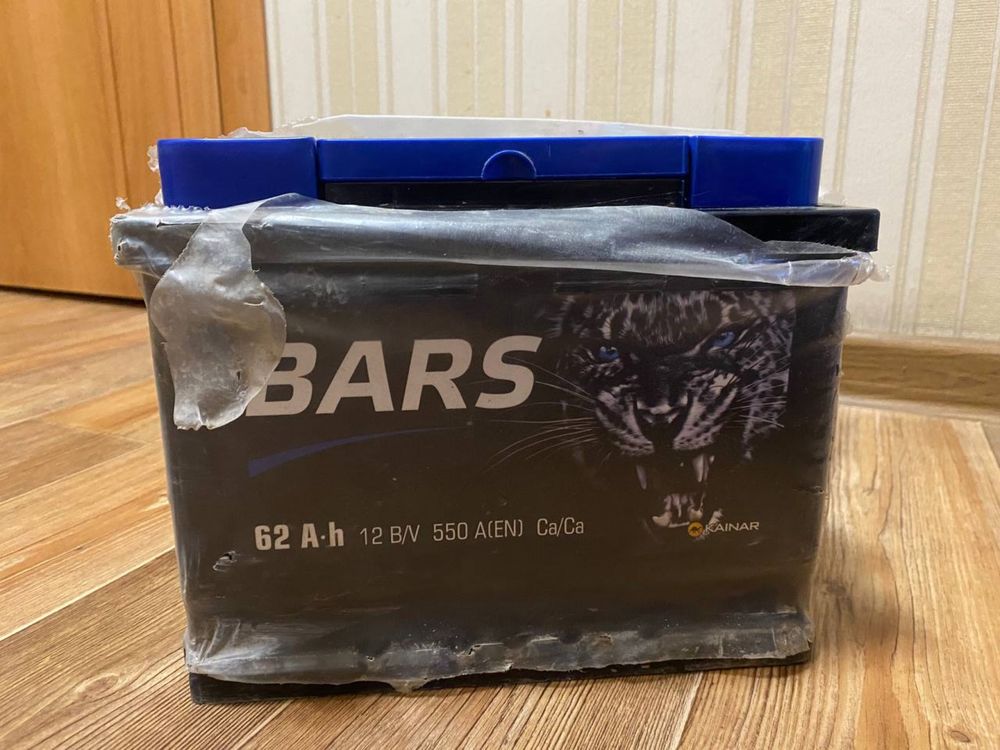 BARS
62 A·h 12 B/V 550 A(EN) Ca/Ca
KAINAR